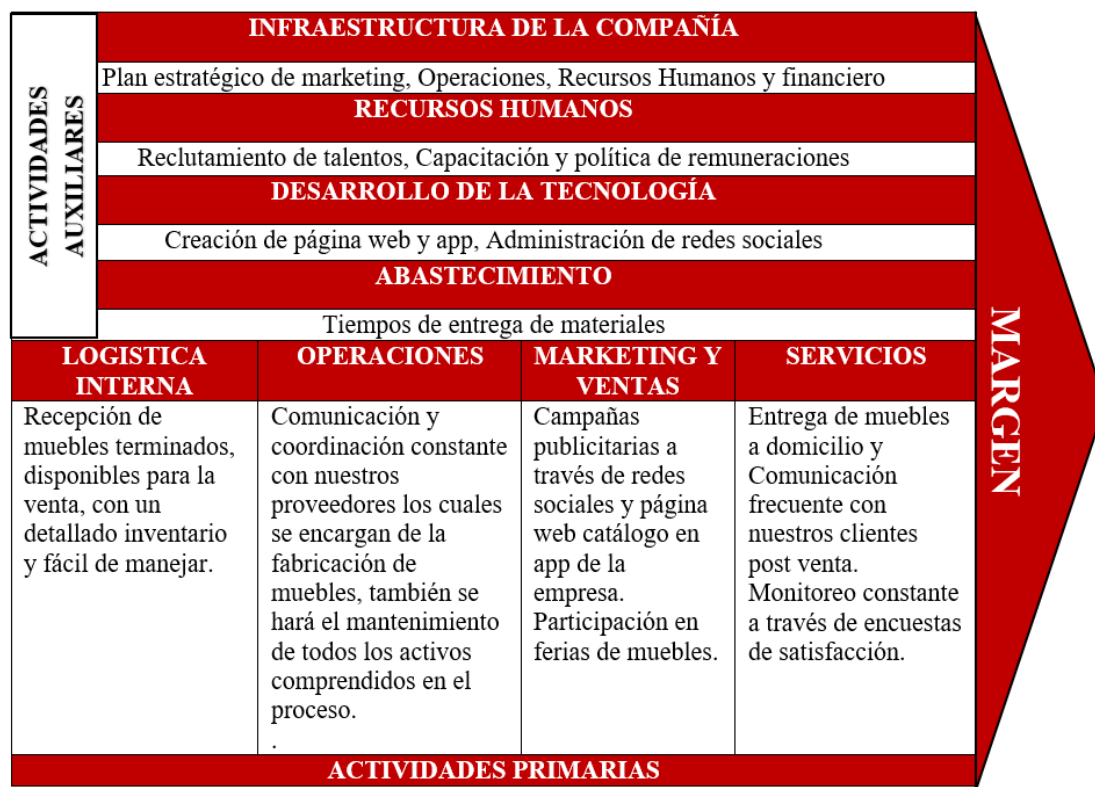 ACTIVIDADES
AUXILIARES
INFRAESTRUCTURA DE LA COMPAÑÍA
Plan estratégico de marketing, Operaciones, Recursos Humanos y financiero
RECURSOS HUMANOS
Reclutamiento de talentos, Capacitación y política de remuneraciones
DESARROLLO DE LA TECNOLOGÍA
Creación de página web y app, Administración de redes sociales
ABASTECIMIENTO
Tiempos de entrega de materiales
LOGISTICA
INTERNA
Recepción de
muebles terminados,
disponibles para la
venta, con un
detallado inventario
y fácil de manejar.
OPERACIONES
Comunicación y
coordinación constante
con nuestros
proveedores los cuales
se encargan de la
fabricación de
muebles, también se
hará el mantenimiento
de todos los activos
comprendidos en el
proceso.
.
MARKETING Y
VENTAS
Campañas
publicitarias a
través de redes
sociales y página
web catálogo en
app de la
empresa.
Participación en
ferias de muebles.
SERVICIOS
Entrega de muebles
a domicilio y
Comunicación
frecuente con
nuestros clientes
post venta.
Monitoreo constante
a través de encuestas
de satisfacción.
ACTIVIDADES PRIMARIAS
MARGEN